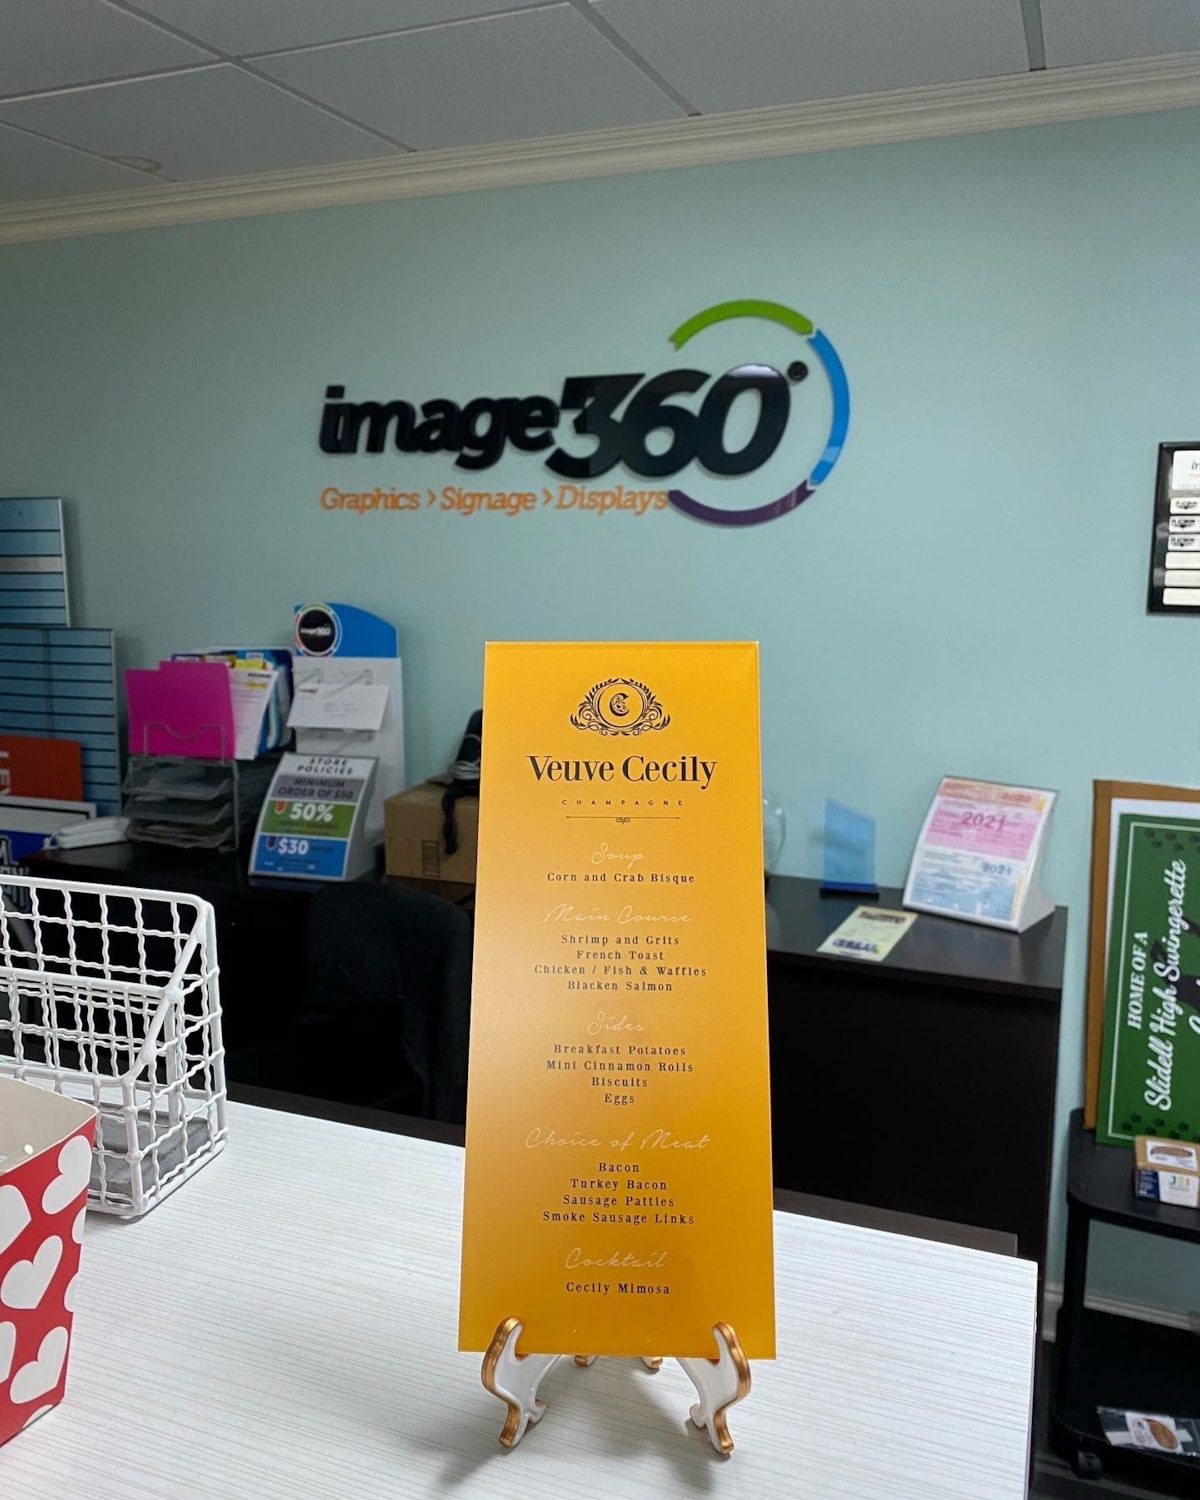 image360®
Graphics > Signage > Displays
image360
STORE
POLICIES
MINIMUM
ORDER OF $50
50%
$30
C
Veuve Cecily
CHAMPAGNE
Soup
Corn and Crab Bisque
Main Course
Shrimp and Grits
French Toast
Chicken / Fish & Waffles
Blacken Salmon
Sides
Breakfast Potatoes
Mini Cinnamon Rolls
Biscuits
Eggs
Choice of Meat
Bacon
Turkey Bacon
Sausage Patties
Smoke Sausage Links
Cocktail
Cecily Mimosa
2020
2021
2021
HOME OF A
Slidell High Swingerette